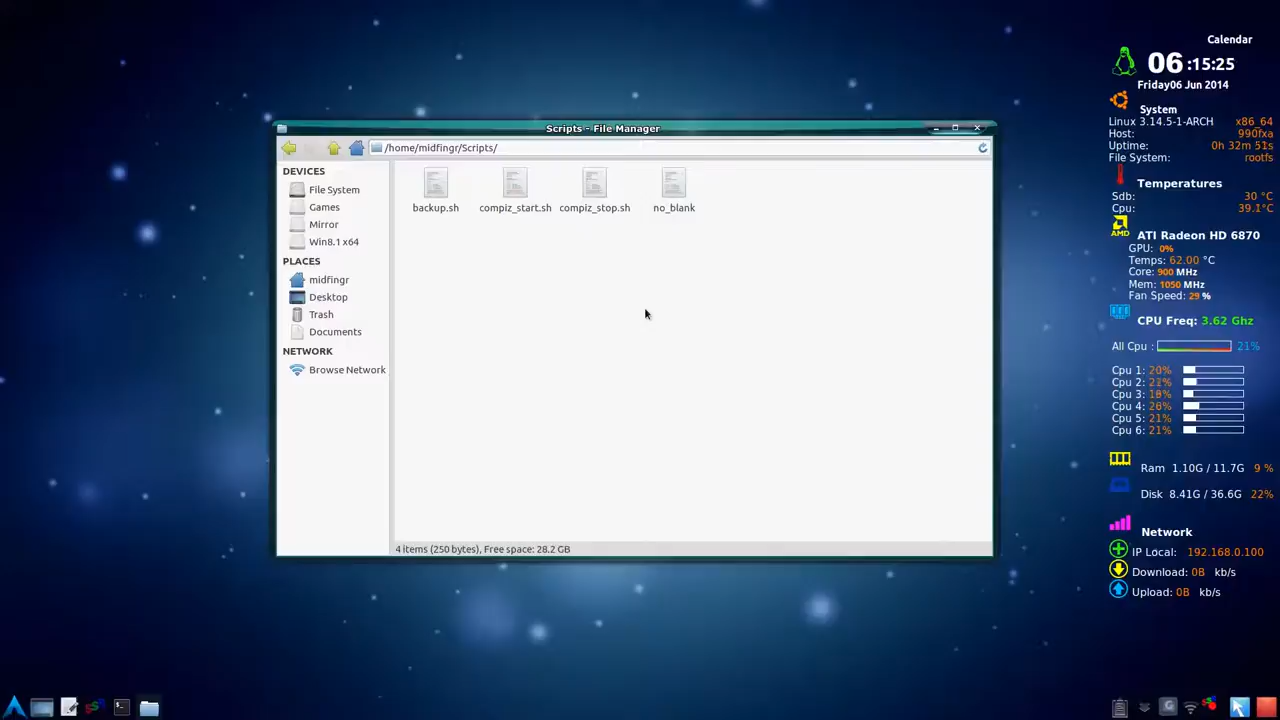 Scripts - File Manager
/home/midfingr/Scripts/
DEVICES
File System
Games
Mirror
Win8.1 x64
PLACES
midfingr
Desktop
Trash
Documents
NETWORK
Browse Network
backup.sh
compiz_start.sh
compiz_stop.sh
no_blank
4 items (250 bytes), Free space: 28.2 GB
Calendar
06 :15:25
Friday06 Jun 2014
System
Linux 3.14.5-1-ARCH x86_64
Host: 990fxa
Uptime: 0h 32m 51s
File System: rootfs
Temperatures
Sdb: 30 °C
Cpu: 39.1°C
AMD
ATI Radeon HD 6870
GPU: 0%
Temps: 62.00 °C
Core: 900 MHz
Mem: 1050 MHz
Fan Speed: 29 %
CPU Freq: 3.62 Ghz
All Cpu : 21%
Cpu 1: 20%
Cpu 2:
Cpu 3:
Cpu 4:
Cpu 5: 21%
Cpu 6: 21%
Ram 1.10G / 11.7G 9 %
Disk 8.41G / 36.6G 22%
Network
IP Local: 192.168.0.100
Download: 0B kb/s
Upload: 0B kb/s